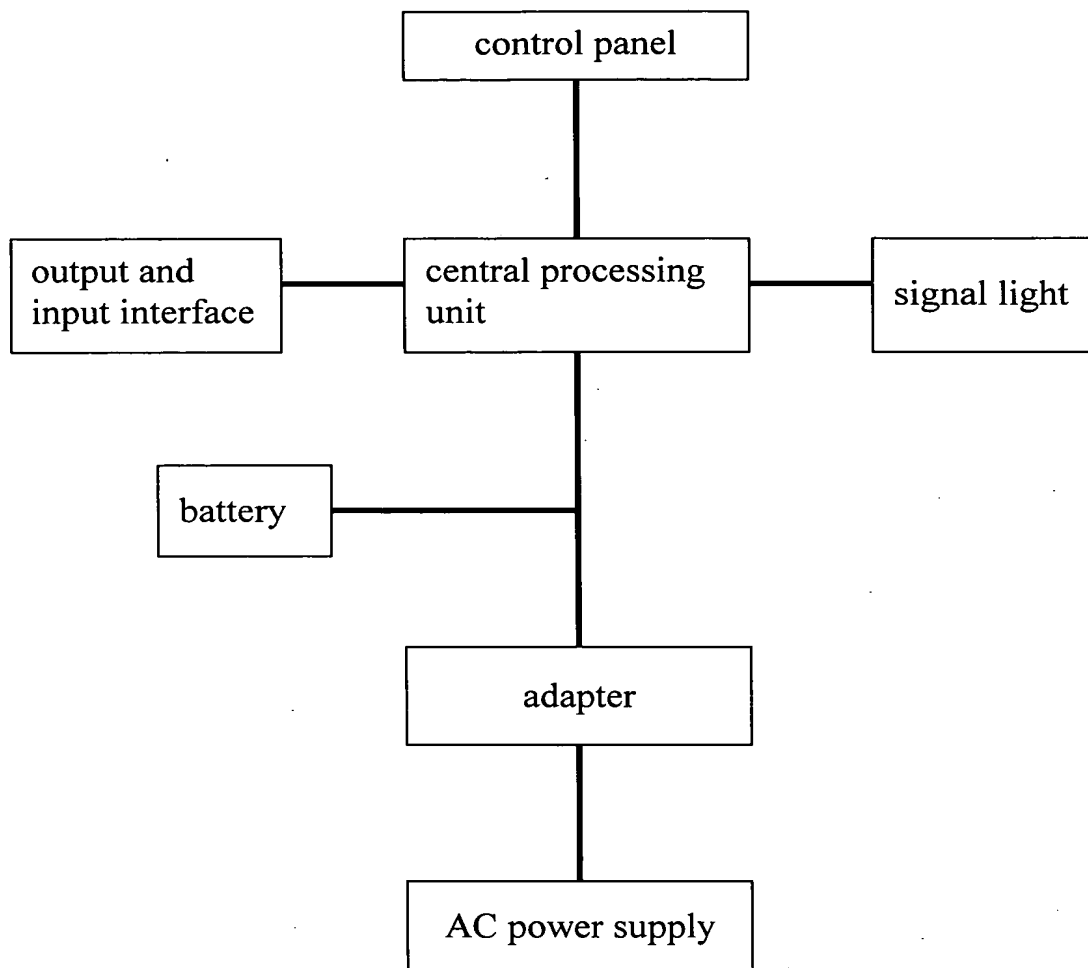 control panel
output and
input interface
central processing
unit
signal light
battery
adapter
AC power supply